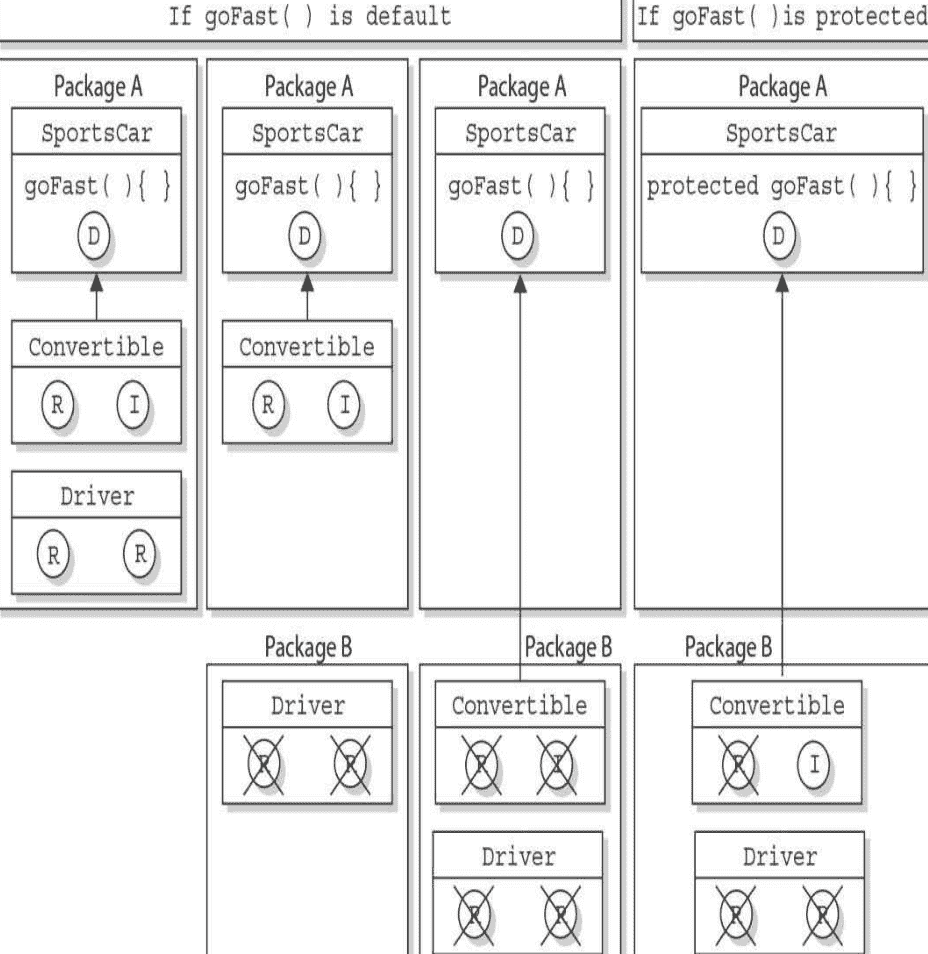 If goFast( ) is default
If goFast( )is protected
Package A
SportsCar
goFast( ){ }
D
Convertible
R I
Driver
R R
Package A
SportsCar
goFast( ){ }
D
Convertible
R I
Package B
Driver
R R
Package A
SportsCar
goFast( ){ }
D
Package B
Convertible
R I
Driver
R R
Package A
SportsCar
protected goFast( ){ }
D
Package B
Convertible
R I
Driver
R R